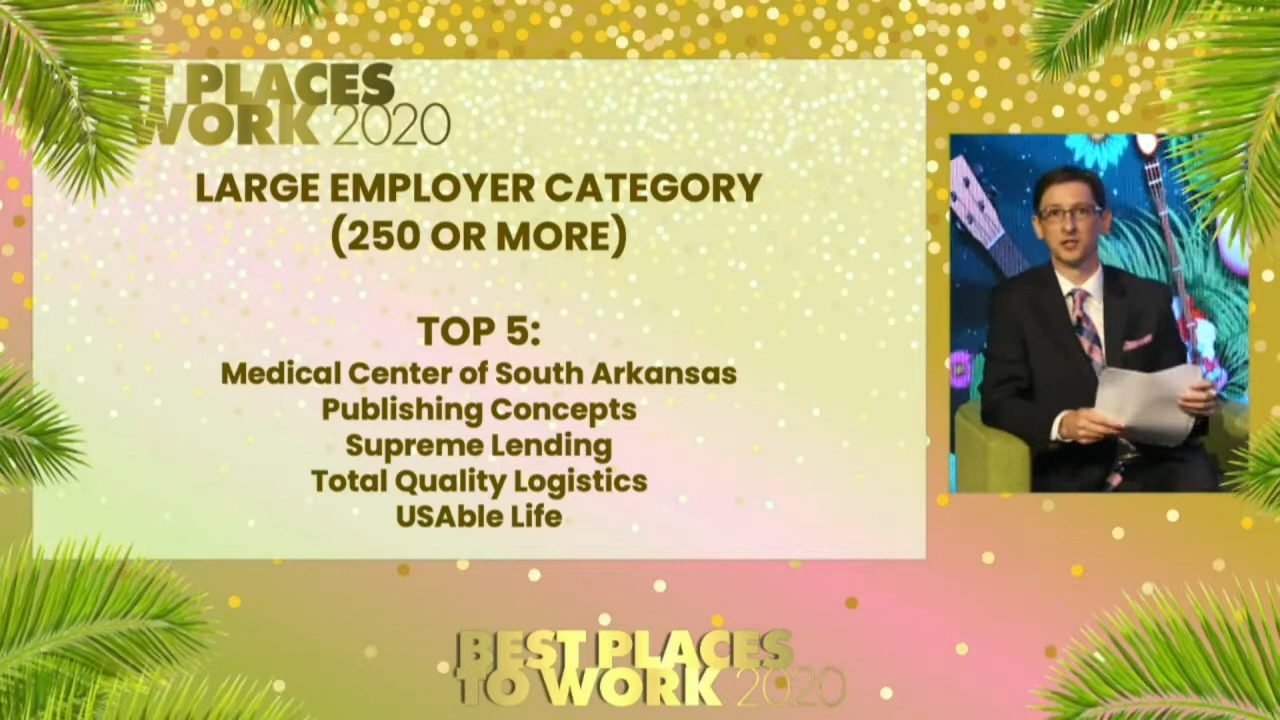 T PLACES
WORK 2020
LARGE EMPLOYER CATEGORY
(250 OR MORE)
TOP 5:
Medical Center of South Arkansas
Publishing Concepts
Supreme Lending
Total Quality Logistics
USAble Life
BEST PLACES
TO WORK 2020